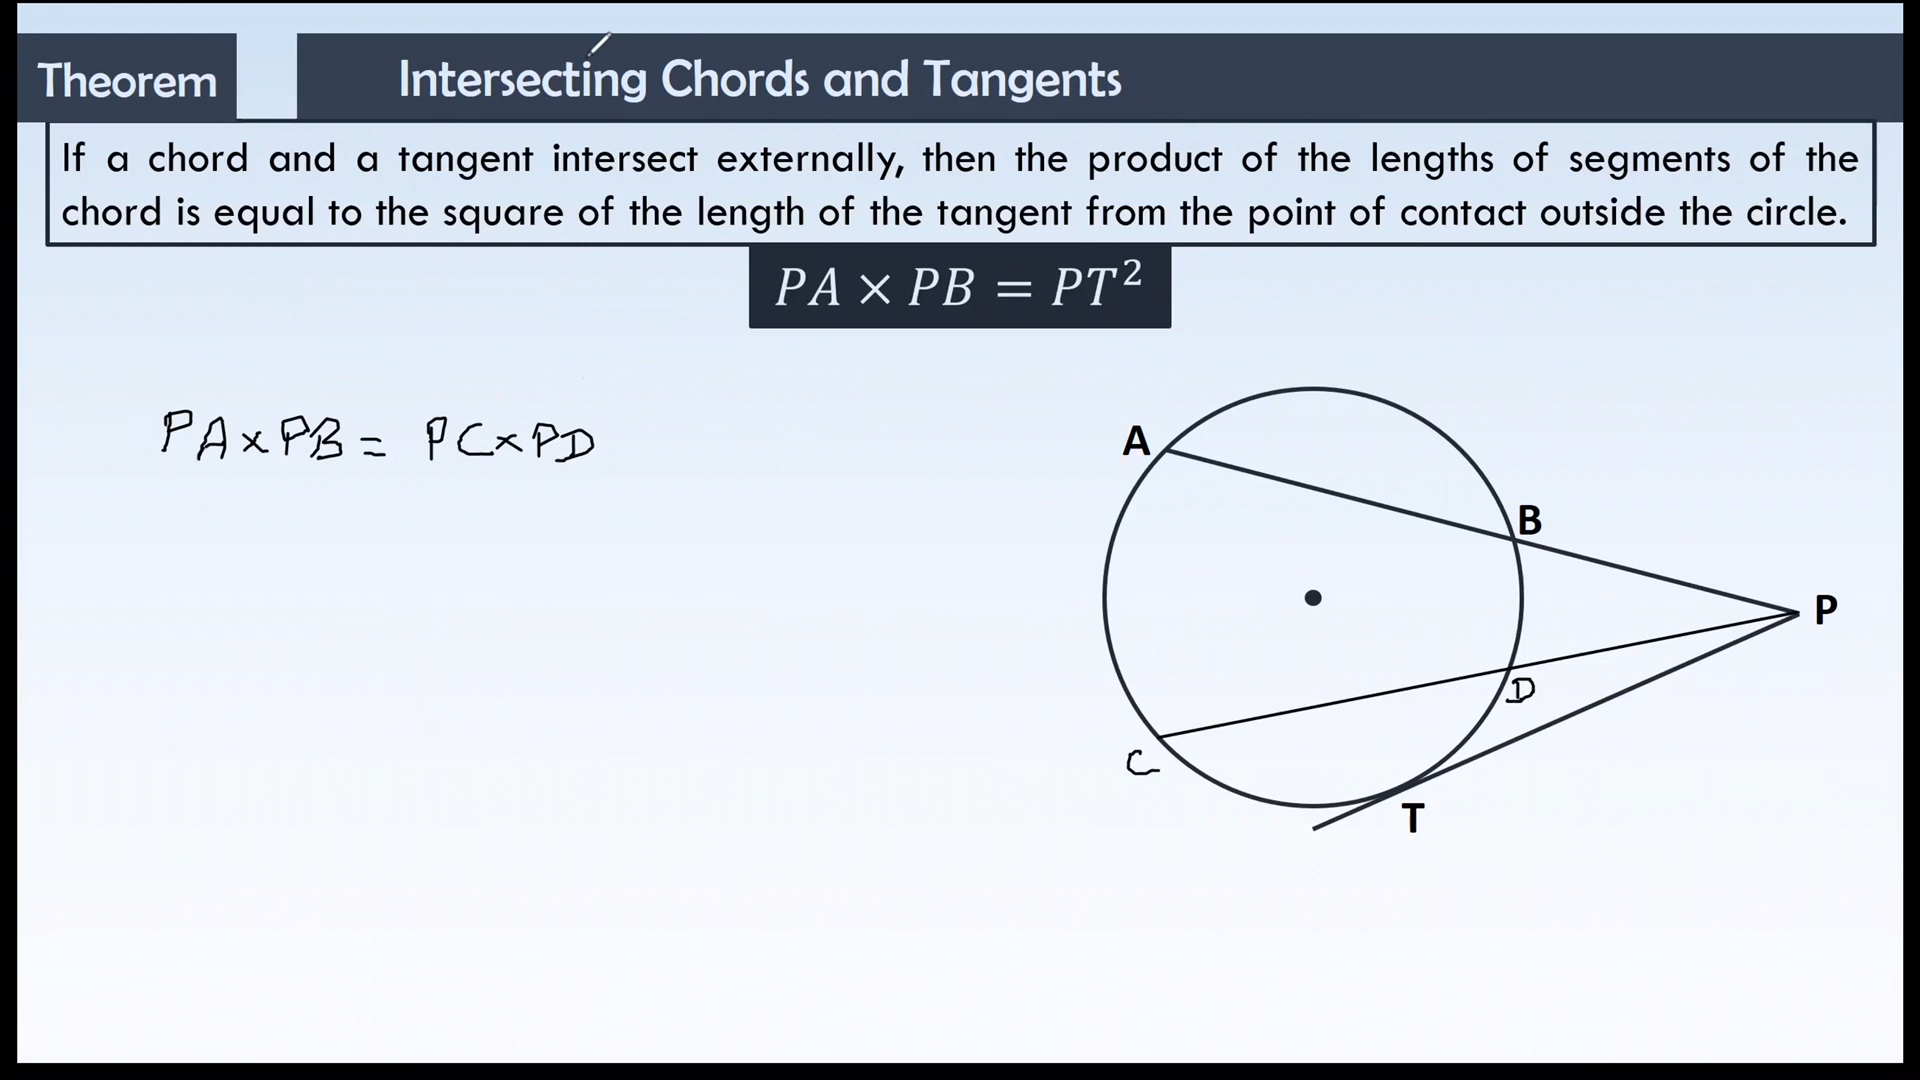 Theorem
Intersecting Chords and Tangents
If a chord and a tangent intersect externally, then the product of the lengths of segments of the
chord is equal to the square of the length of the tangent from the point of contact outside the circle.
PA × PB = PT²
PA×PB = PC×PD
A
B
P
D
C
T